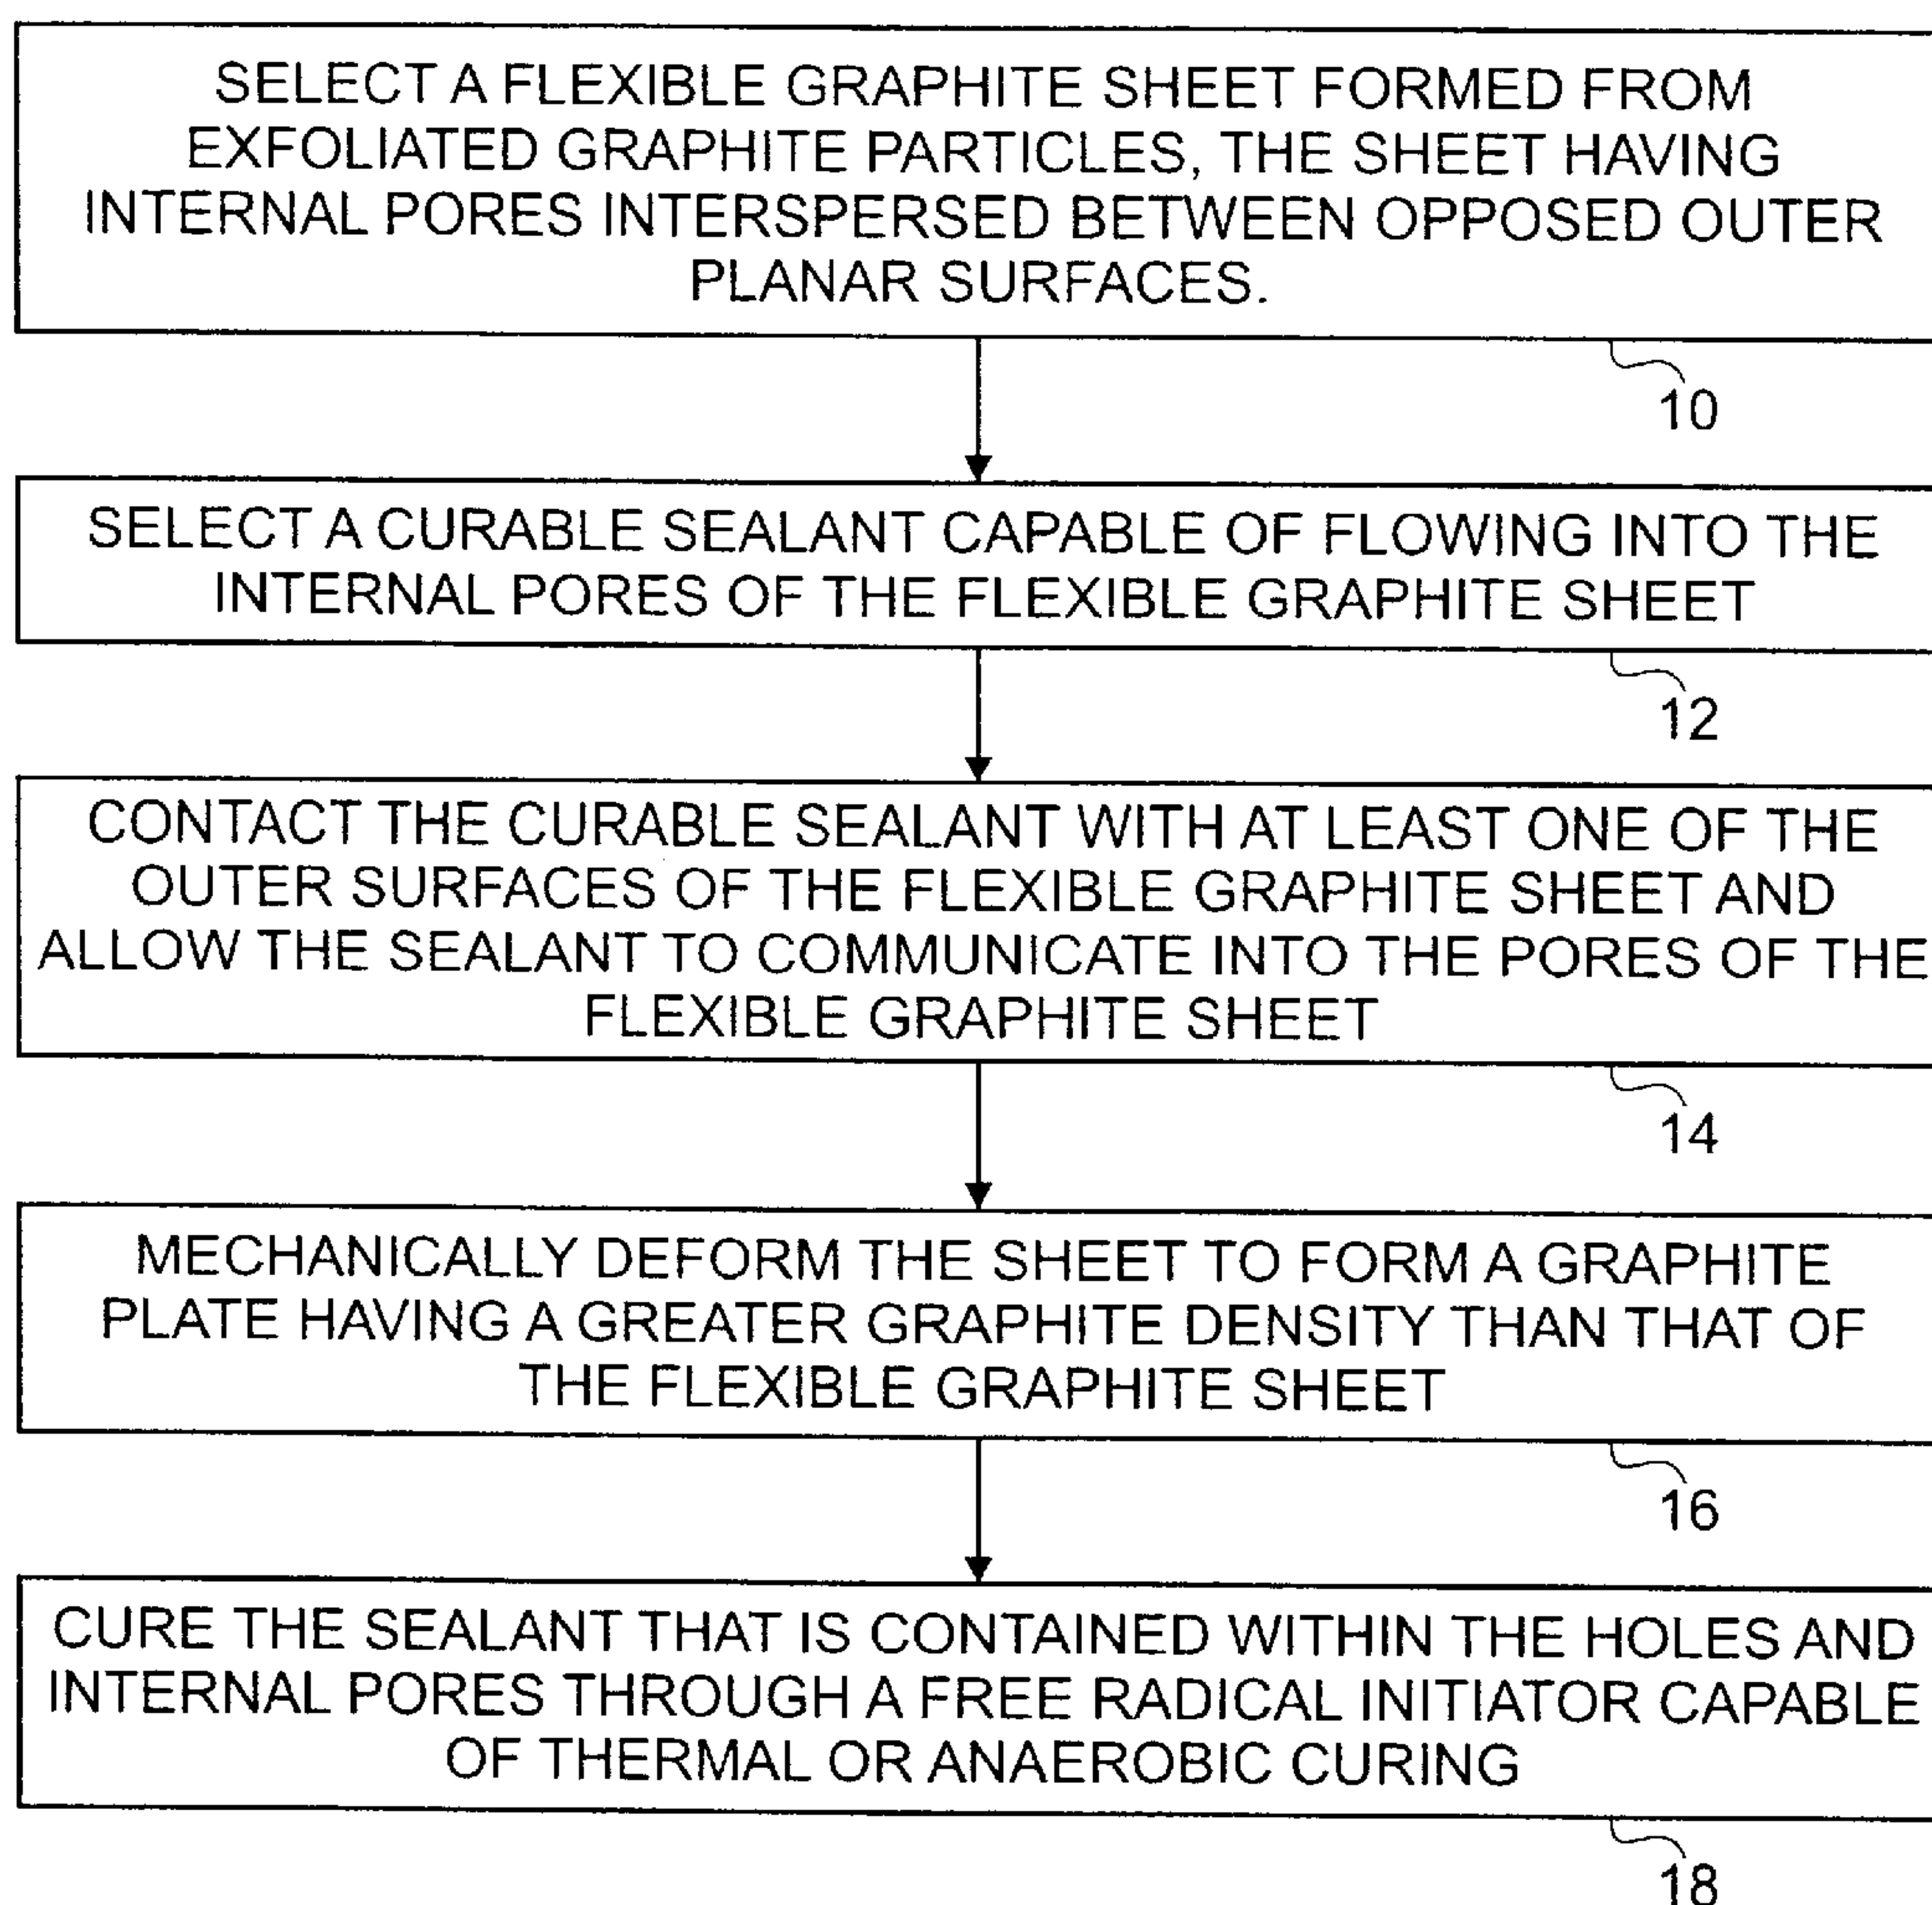 SELECT A FLEXIBLE GRAPHITE SHEET FORMED FROM
EXFOLIATED GRAPHITE PARTICLES, THE SHEET HAVING
INTERNAL PORES INTERSPERSED BETWEEN OPPOSED OUTER
PLANAR SURFACES.
10
SELECT A CURABLE SEALANT CAPABLE OF FLOWING INTO THE
INTERNAL PORES OF THE FLEXIBLE GRAPHITE SHEET
12
CONTACT THE CURABLE SEALANT WITH AT LEAST ONE OF THE
OUTER SURFACES OF THE FLEXIBLE GRAPHITE SHEET AND
ALLOW THE SEALANT TO COMMUNICATE INTO THE PORES OF THE
FLEXIBLE GRAPHITE SHEET
14
MECHANICALLY DEFORM THE SHEET TO FORM A GRAPHITE
PLATE HAVING A GREATER GRAPHITE DENSITY THAN THAT OF
THE FLEXIBLE GRAPHITE SHEET
16
CURE THE SEALANT THAT IS CONTAINED WITHIN THE HOLES AND
INTERNAL PORES THROUGH A FREE RADICAL INITIATOR CAPABLE
OF THERMAL OR ANAEROBIC CURING
18